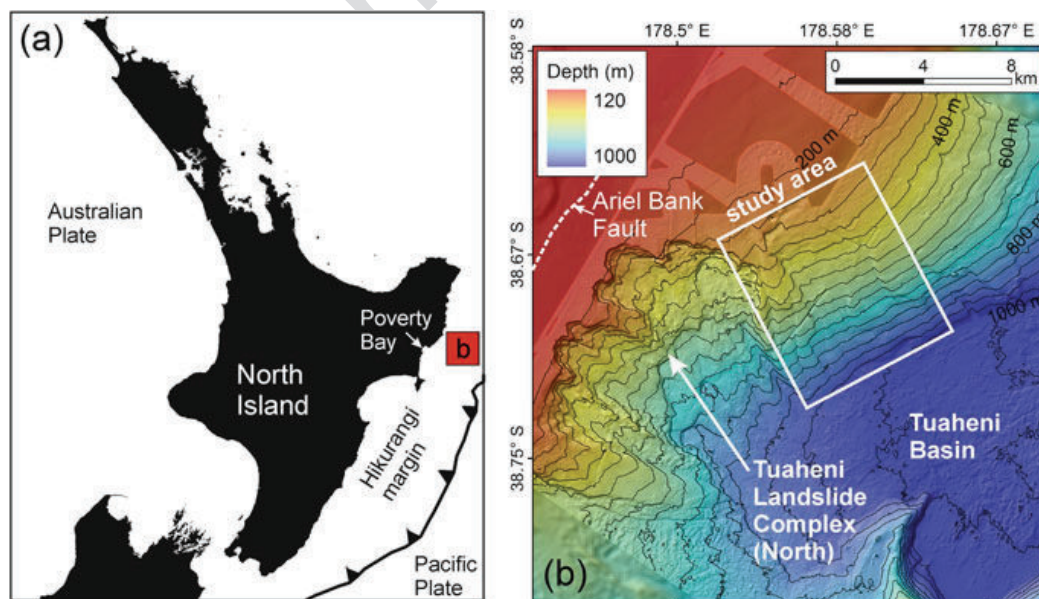 (a)
Australian
Plate
Poverty
Bay
b
North
Island
Hikurangi
margin
Pacific
Plate
178.5° E
178.58° E
178.67° E
38.58° S
38.67° S
38.75° S
Depth (m)
120
1000
0 4 8
km
200 m
400 m
600 m
800 m
1000 m
study area
Ariel Bank
Fault
Tuaheni
Basin
Tuaheni
Landslide
Complex
(North)
(b)